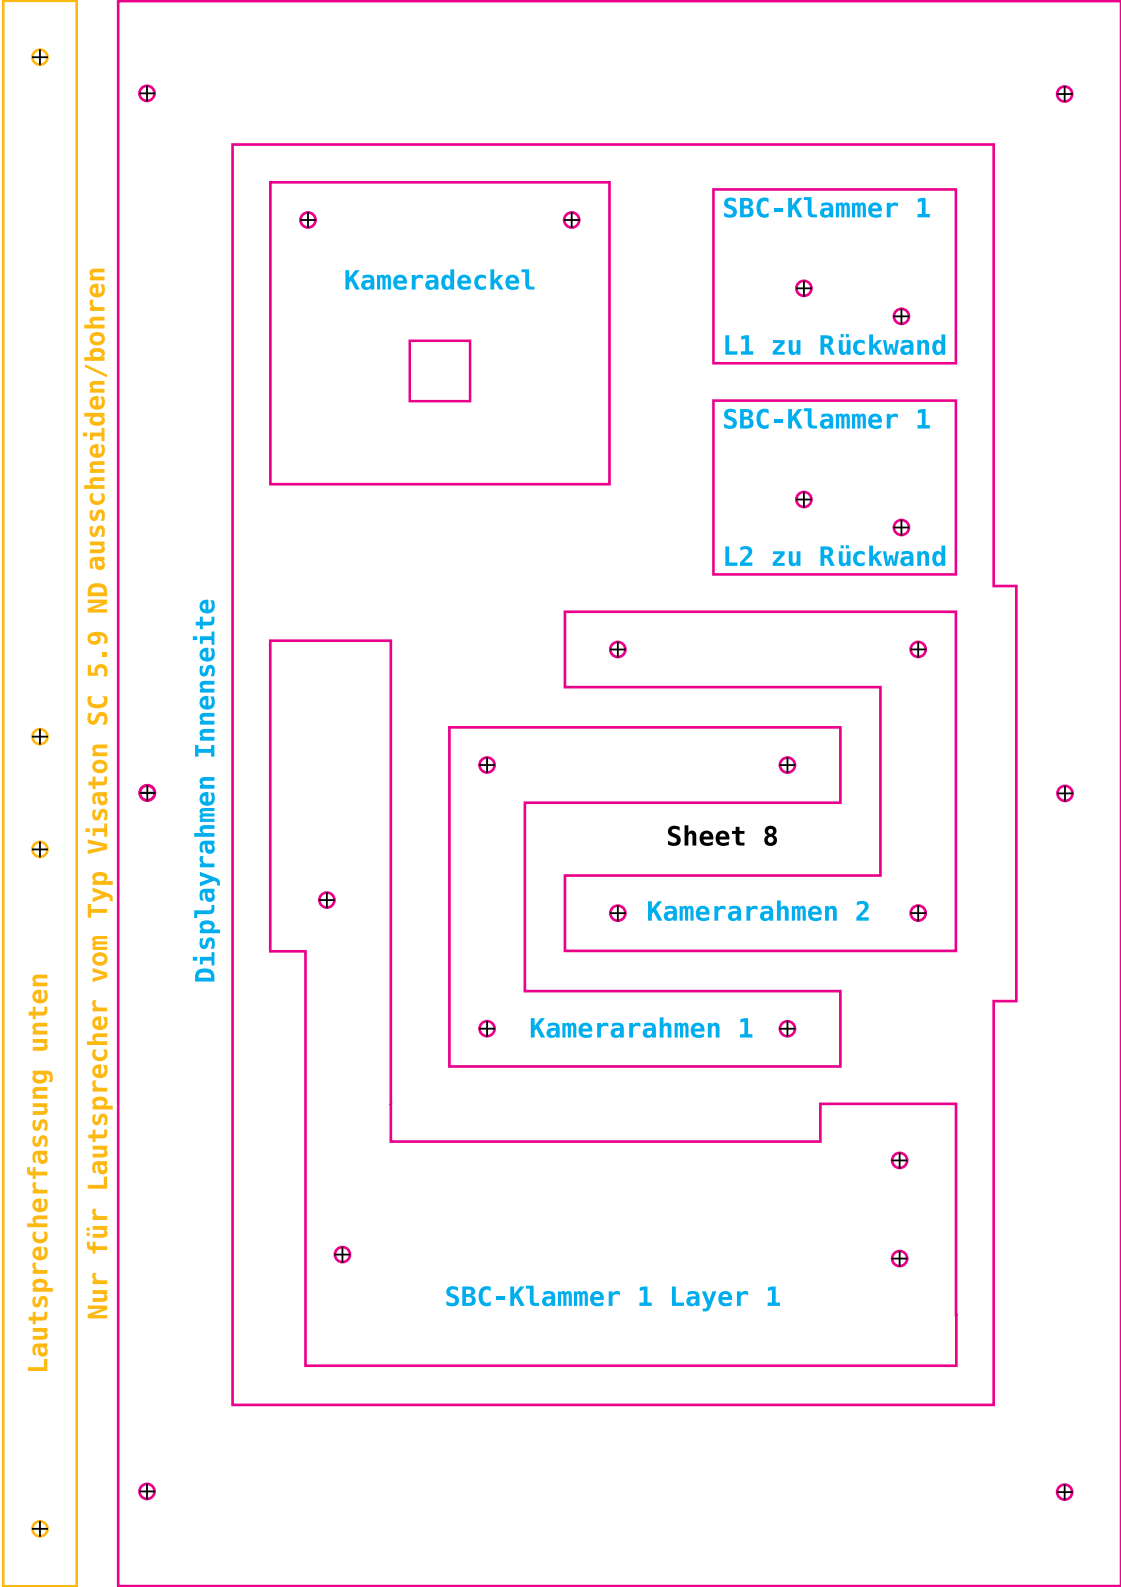 Lautsprecherfassung unten
Nur für Lautsprecher vom Typ Visaton SC 5.9 ND ausschneiden/bohren
Displayrahmen Innenseite
Kameradeckel
SBC-Klammer 1
L1 zu Rückwand
SBC-Klammer 1
L2 zu Rückwand
Sheet 8
Kamerarahmen 2
Kamerarahmen 1
SBC-Klammer 1 Layer 1